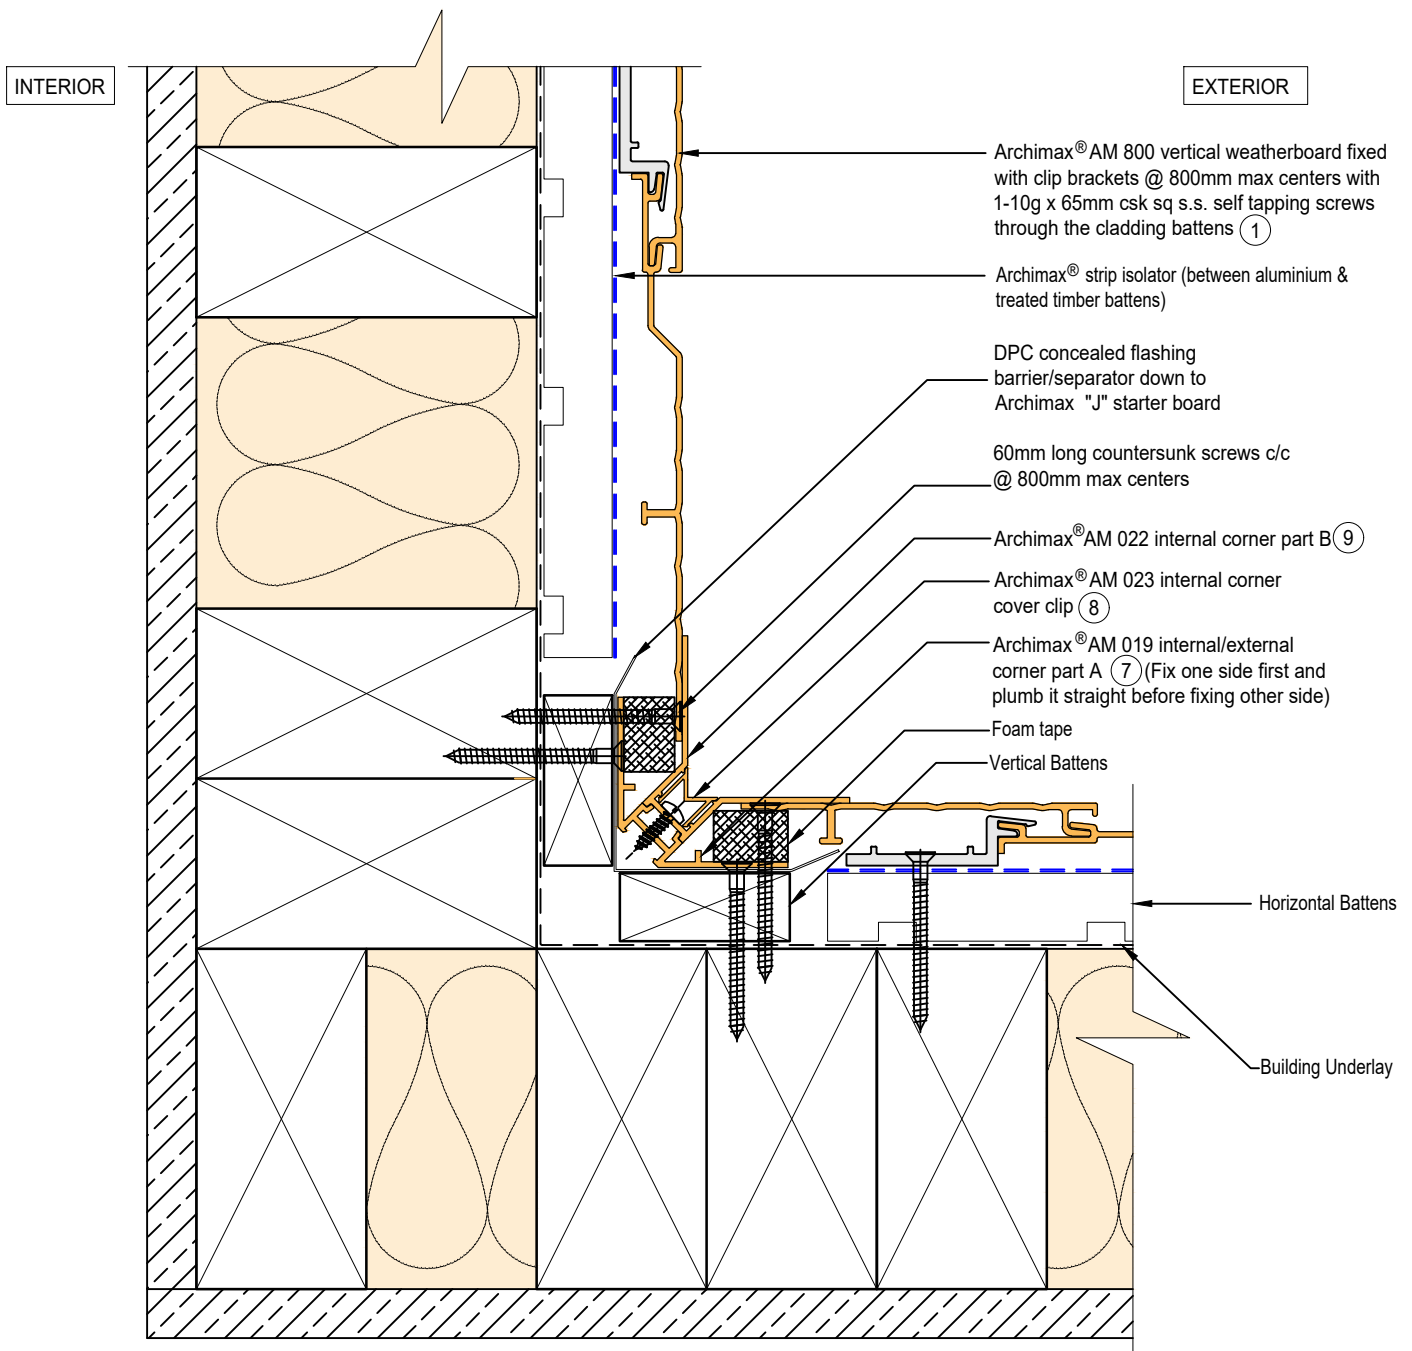 INTERIOR
EXTERIOR
Archimax® AM 800 vertical weatherboard fixed
with clip brackets @ 800mm max centers with
1-10g x 65mm csk sq s.s. self tapping screws
through the cladding battens 1
Archimax® strip isolator (between aluminium &
treated timber battens)
DPC concealed flashing
barrier/separator down to
Archimax "J" starter board
60mm long countersunk screws c/c
@ 800mm max centers
Archimax® AM 022 internal corner part B 9
Archimax® AM 023 internal corner
cover clip 8
Archimax® AM 019 internal/external
corner part A 7 (Fix one side first and
plumb it straight before fixing other side)
Foam tape
Vertical Battens
Horizontal Battens
Building Underlay